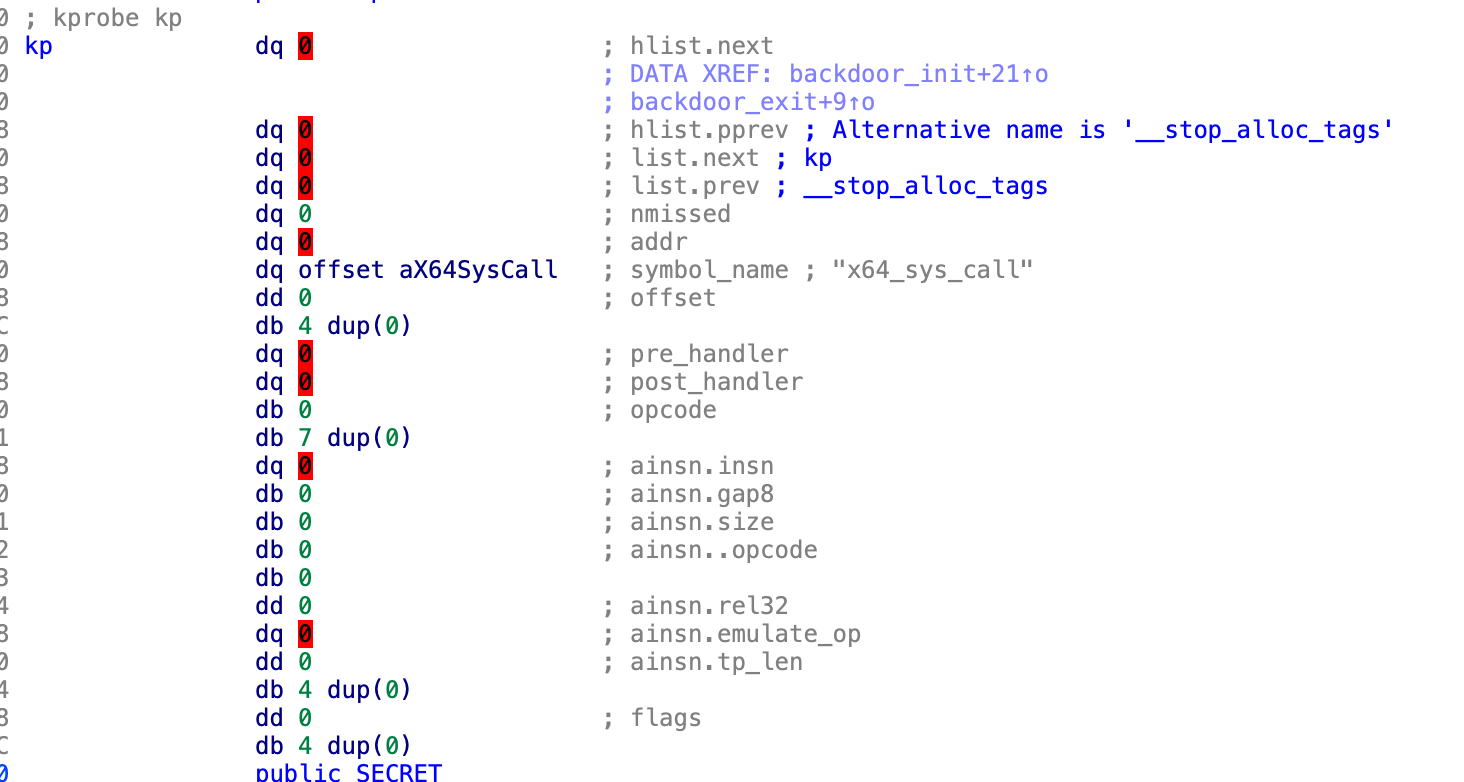 0 ; kprobe kp
0 kp dq 0 ; hlist.next
0 ; DATA XREF: backdoor_init+21↑o
0 ; backdoor_exit+9↑o
8 dq 0 ; hlist.pprev ; Alternative name is '__stop_alloc_tags'
0 dq 0 ; list.next ; kp
8 dq 0 ; list.prev ; __stop_alloc_tags
0 dq 0 ; nmissed
8 dq 0 ; addr
0 dq offset aX64SysCall ; symbol_name ; "x64_sys_call"
8 dd 0 ; offset
C db 4 dup(0)
0 dq 0 ; pre_handler
8 dq 0 ; post_handler
0 db 0 ; opcode
1 db 7 dup(0)
8 dq 0 ; ainsn.insn
0 db 0 ; ainsn.gap8
1 db 0 ; ainsn.size
2 db 0 ; ainsn..opcode
3 db 0
4 dd 0 ; ainsn.rel32
8 dq 0 ; ainsn.emulate_op
0 dd 0 ; ainsn.tp_len
4 db 4 dup(0)
8 dd 0 ; flags
C db 4 dup(0)
0 public SECRET